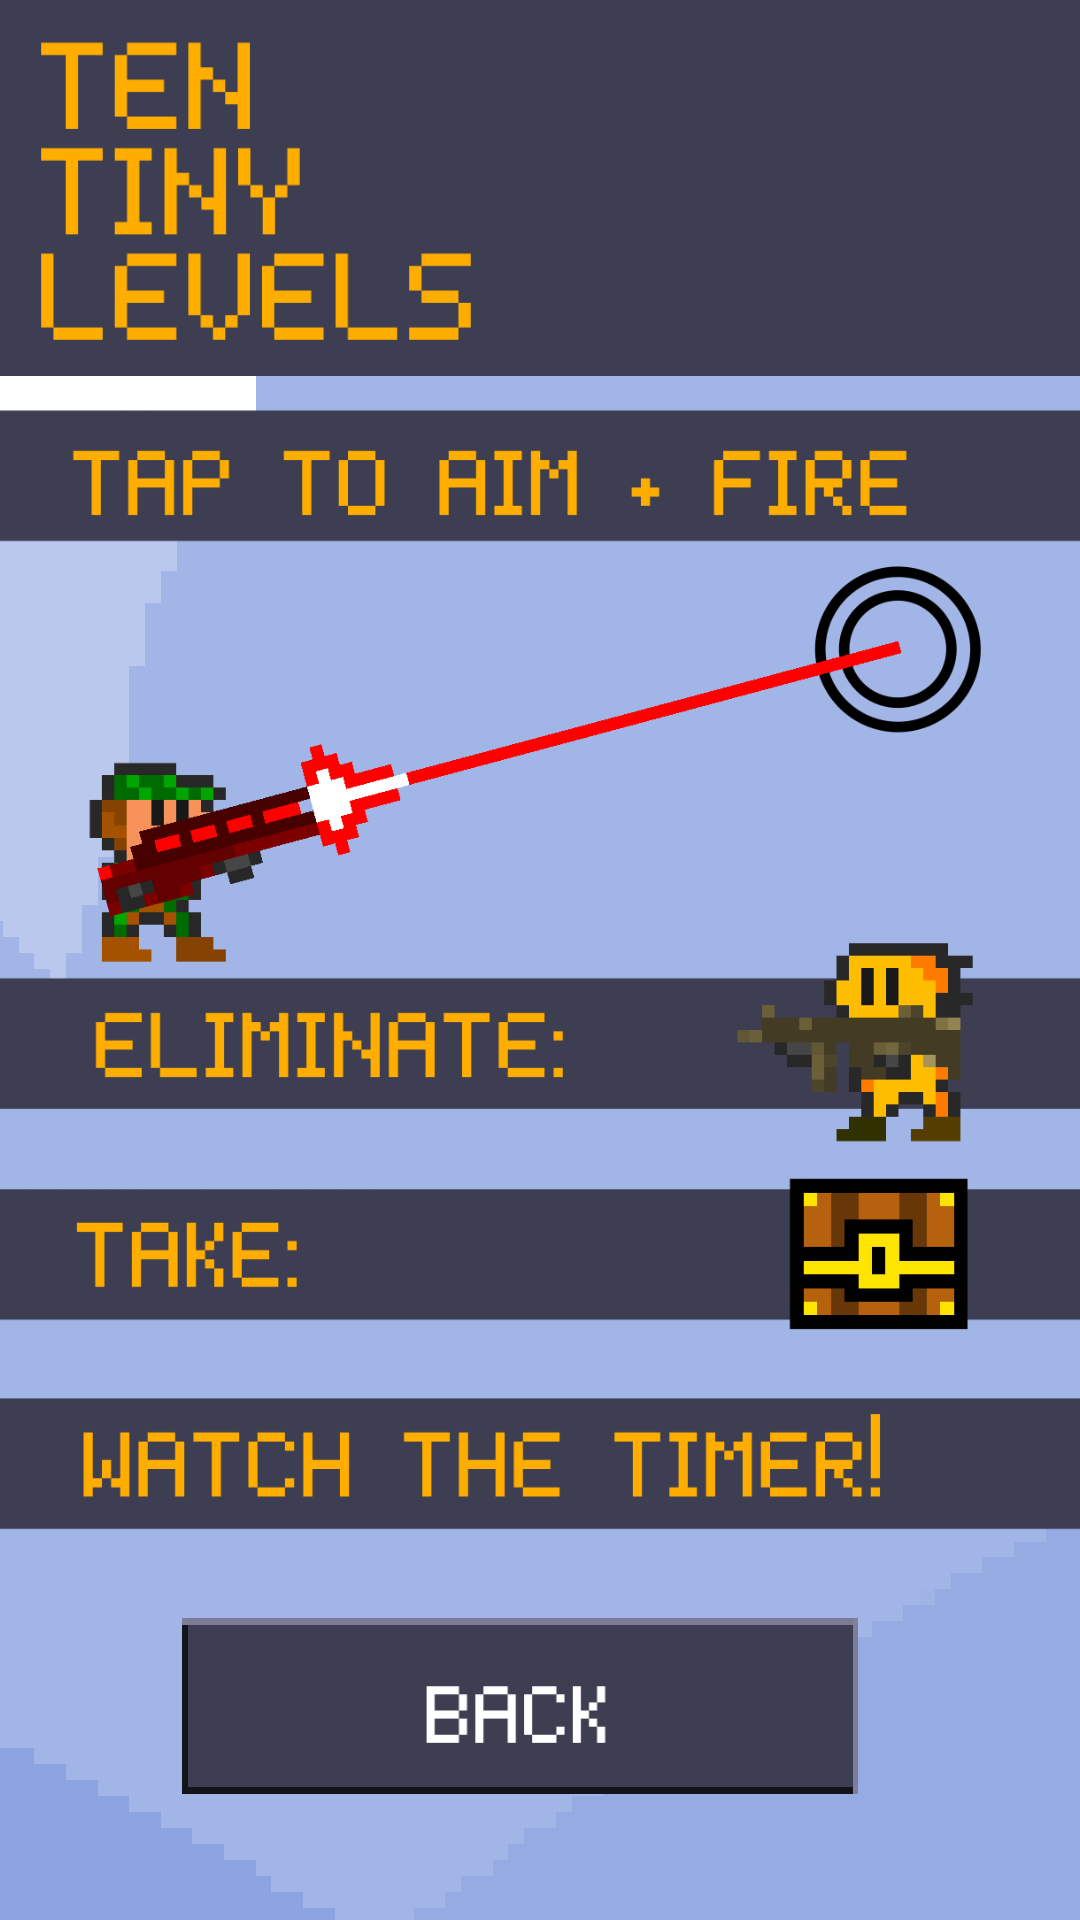 TEN
TINY
LEVELS
TAP TO AIM + FIRE
ELIMINATE:
TAKE:
WATCH THE TIMER!
BACK